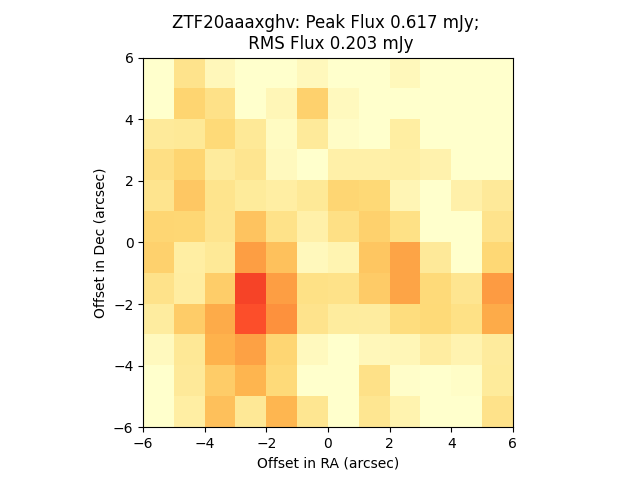 ZTF20aaaxghv: Peak Flux 0.617 mJy;
RMS Flux 0.203 mJy
6
4
2
0
−2
−4
−6
Offset in Dec (arcsec)
−6 −4 −2 0 2 4 6
Offset in RA (arcsec)